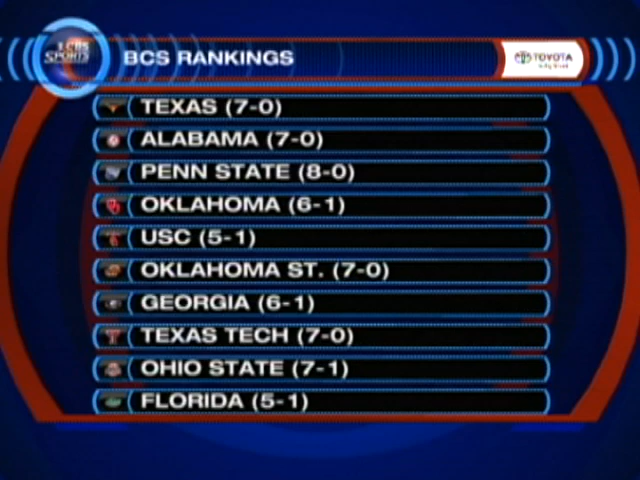 CBS
SPORTS
BCS RANKINGS
TOYOTA
TEXAS (7-0)
ALABAMA (7-0)
PENN STATE (8-0)
OKLAHOMA (6-1)
USC (5-1)
OKLAHOMA ST. (7-0)
GEORGIA (6-1)
TEXAS TECH (7-0)
OHIO STATE (7-1)
FLORIDA (5-1)